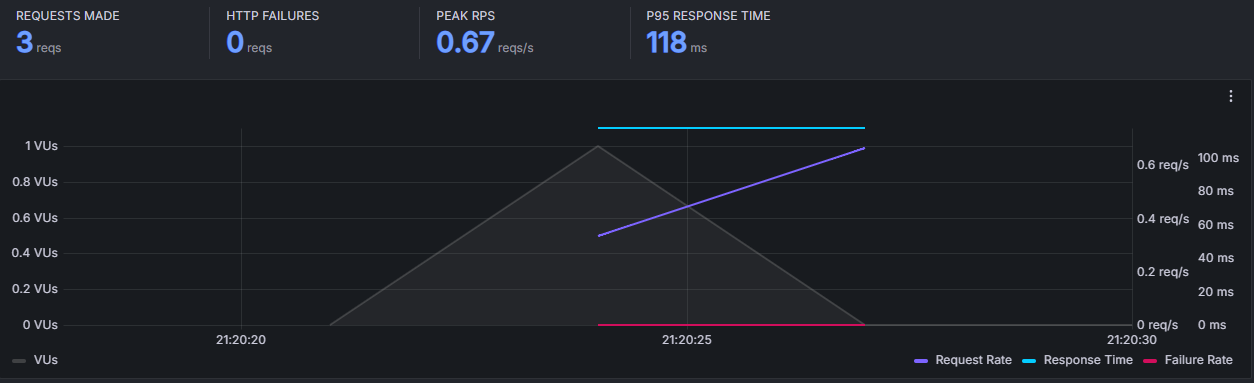 REQUESTS MADE HTTP FAILURES PEAK RPS P95 RESPONSE TIME
3 reqs 0 reqs 0.67 reqs/s 118 ms
1 VUs
0.8 VUs
0.6 VUs
0.4 VUs
0.2 VUs
0 VUs
0.6 req/s
0.4 req/s
0.2 req/s
0 req/s
100 ms
80 ms
60 ms
40 ms
20 ms
0 ms
21:20:20 21:20:25 21:20:30
VUs Request Rate Response Time Failure Rate